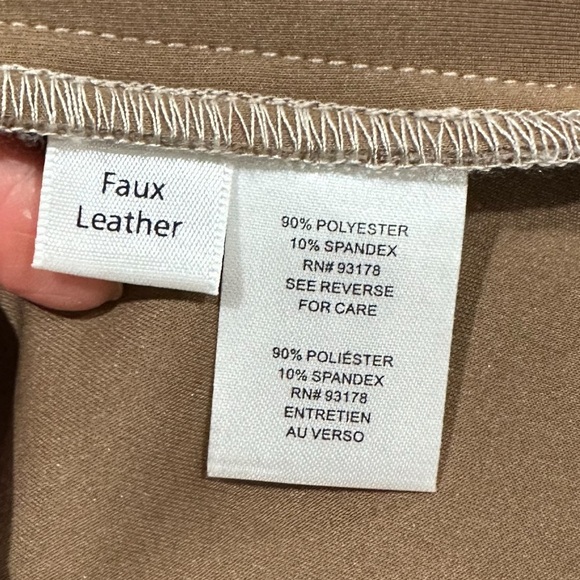 Faux
Leather
90% POLYESTER
10% SPANDEX
RN# 93178
SEE REVERSE
FOR CARE
90% POLIÉSTER
10% SPANDEX
RN# 93178
ENTRETIEN
AU VERSO